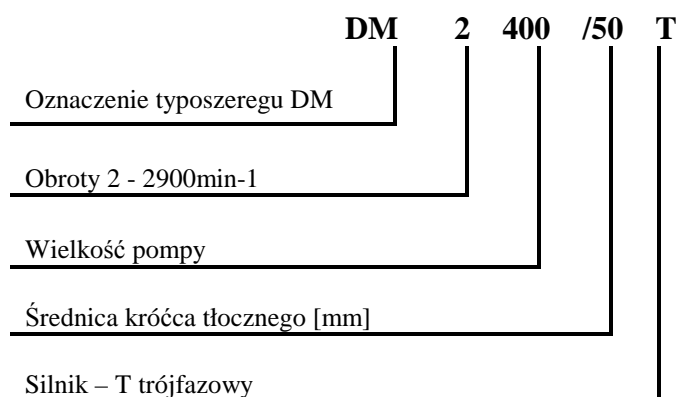 DM 2 400 /50 T
Oznaczenie typoszeregu DM
Obroty 2 - 2900min-1
Wielkość pompy
Średnica króćca tłocznego [mm]
Silnik – T trójfazowy